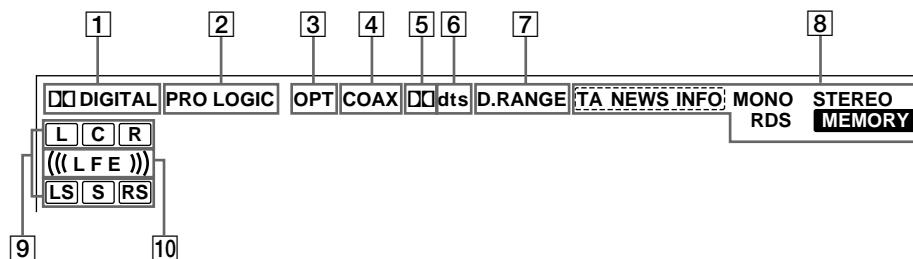 1 2 3 4 5 6 7 8
DIGITAL PRO LOGIC OPT COAX dts D.RANGE TA NEWS INFO MONO STEREO
RDS MEMORY
L C R
((( L F E )))
LS S RS
9 10